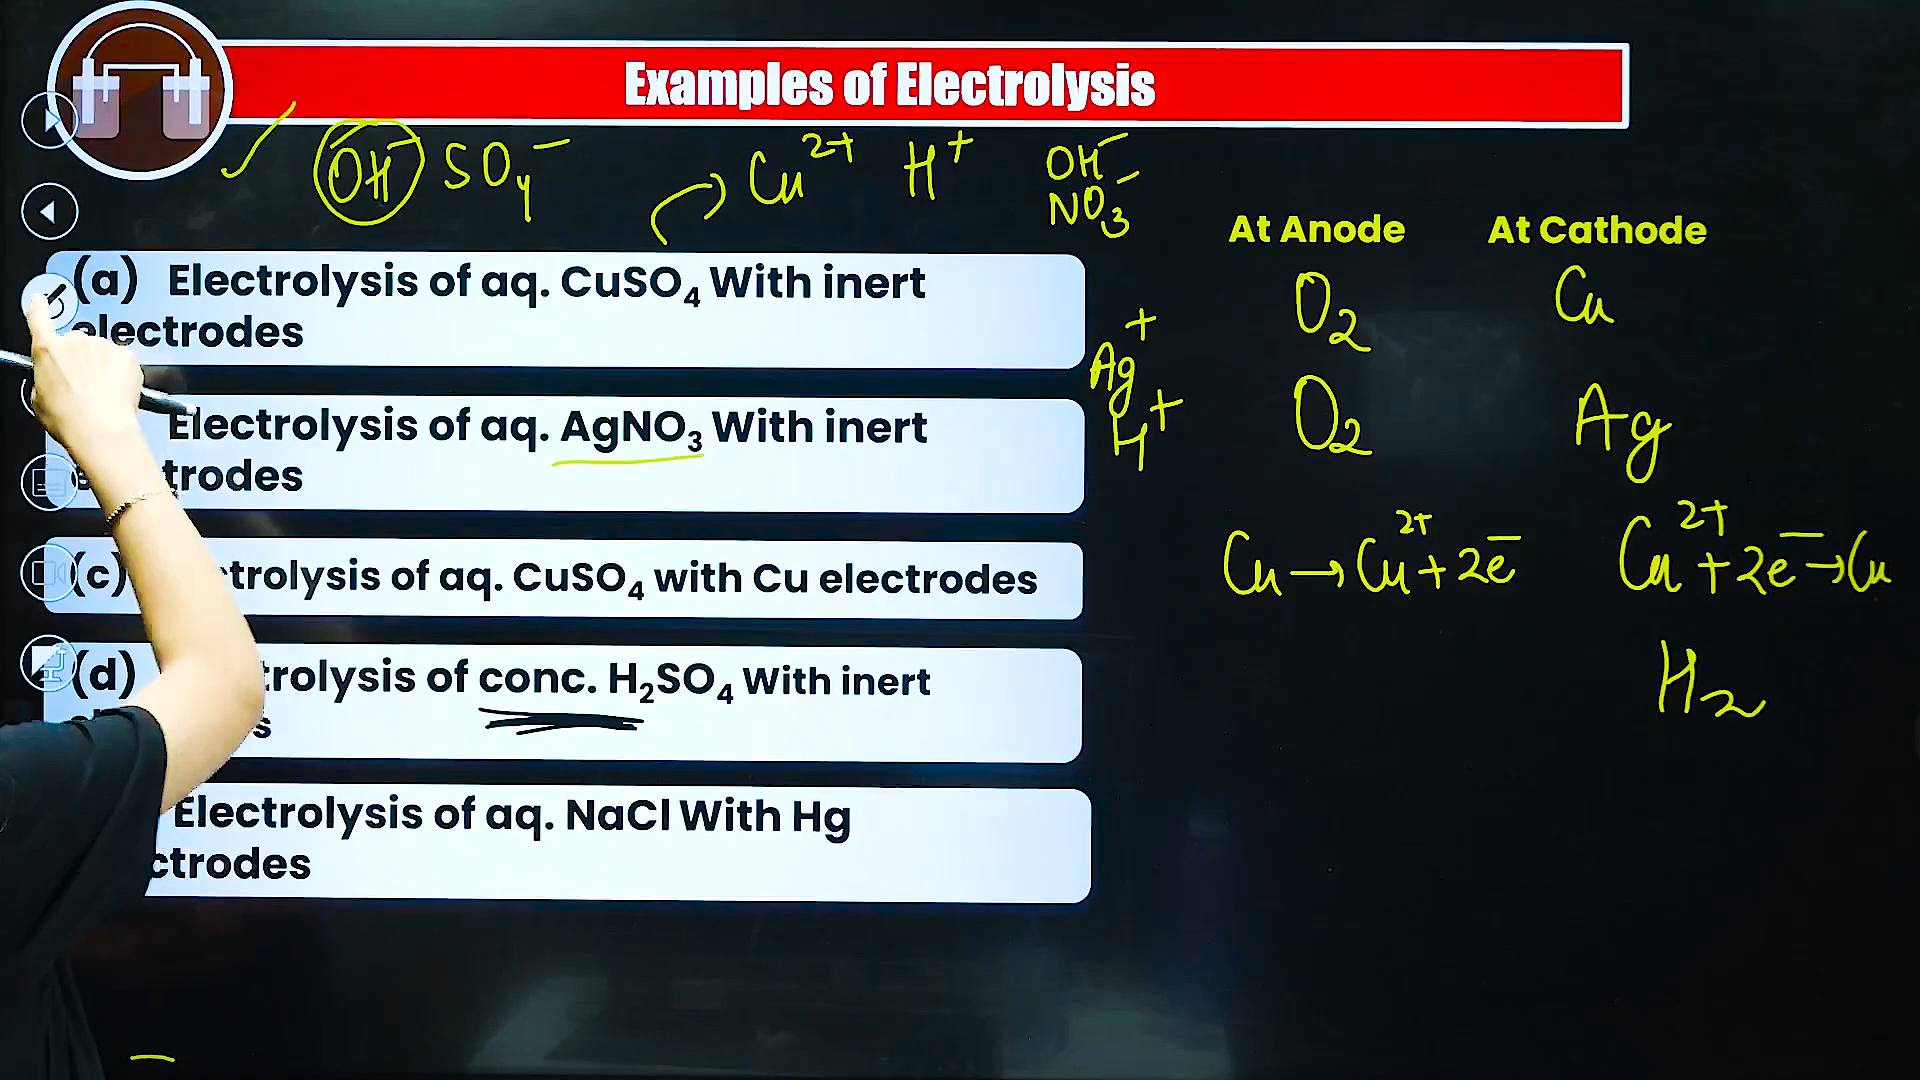 Examples of Electrolysis
OH⁻ SO₄⁻ Cu²⁺ H⁺ OH⁻
NO₃⁻
At Anode At Cathode
(a) Electrolysis of aq. CuSO₄ With inert
electrodes
O₂ Cu
Ag⁺
H⁺
Electrolysis of aq. AgNO₃ With inert
trodes
O₂ Ag
(c) trolysis of aq. CuSO₄ with Cu electrodes
Cu → Cu²⁺ + 2e⁻ Cu²⁺ + 2e⁻ → Cu
(d) trolysis of conc. H₂SO₄ With inert
s
H₂
Electrolysis of aq. NaCl With Hg
ctrodes